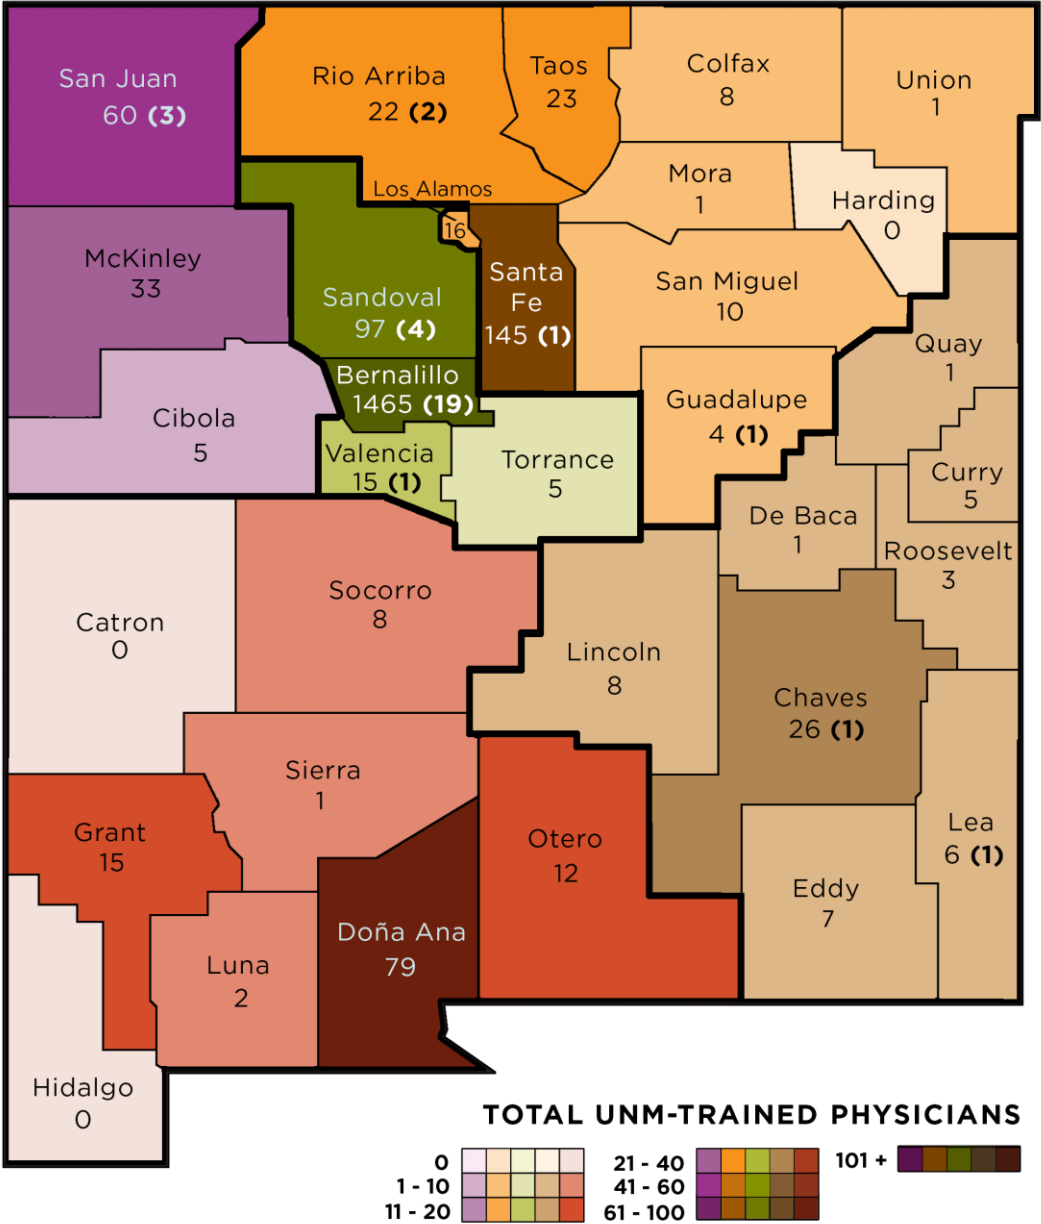 San Juan
60 (3)
Rio Arriba
22 (2)
Taos
23
Colfax
8
Union
1
Los Alamos
16
Mora
1
Harding
0
McKinley
33
Sandoval
97 (4)
Santa
Fe
145 (1)
San Miguel
10
Quay
1
Bernalillo
1465 (19)
Guadalupe
4 (1)
Cibola
5
Valencia
15 (1)
Torrance
5
Curry
5
De Baca
1
Roosevelt
3
Catron
0
Socorro
8
Lincoln
8
Chaves
26 (1)
Sierra
1
Grant
15
Otero
12
Lea
6 (1)
Eddy
7
Doña Ana
79
Luna
2
Hidalgo
0
TOTAL UNM-TRAINED PHYSICIANS
0
1 - 10
11 - 20
21 - 40
41 - 60
61 - 100
101 +